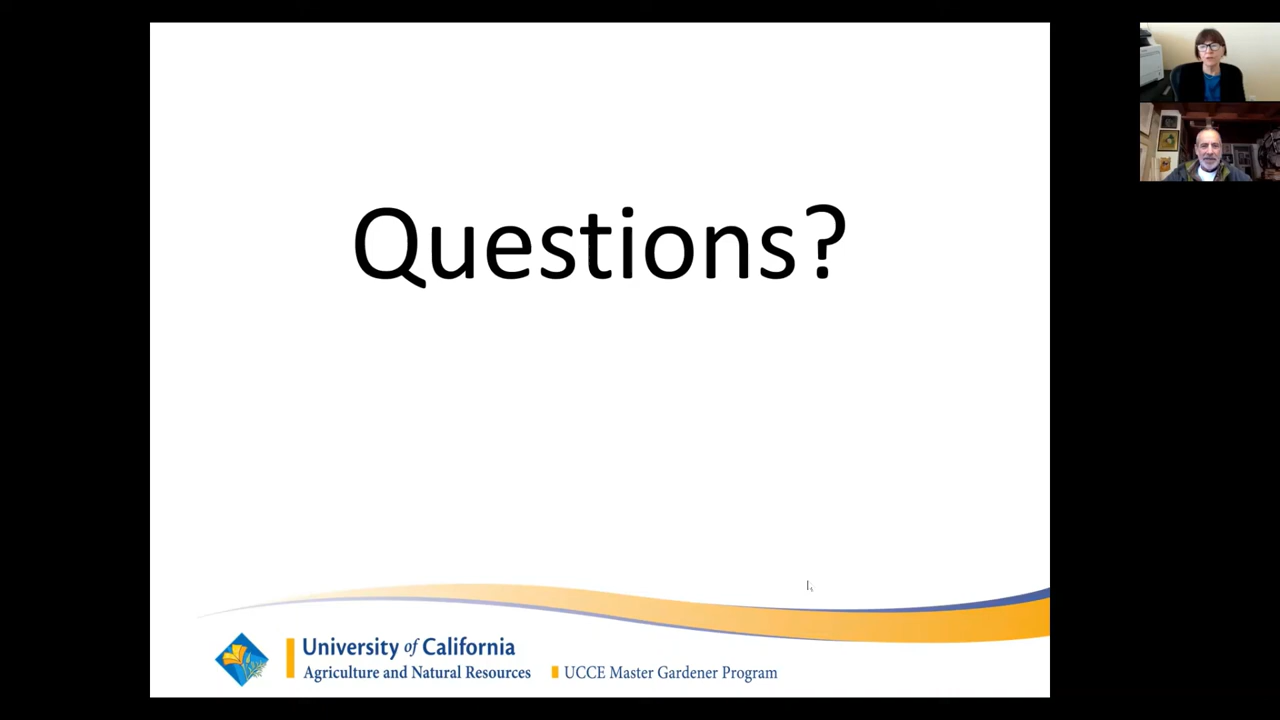 Questions?
University of California
Agriculture and Natural Resources
UCCE Master Gardener Program